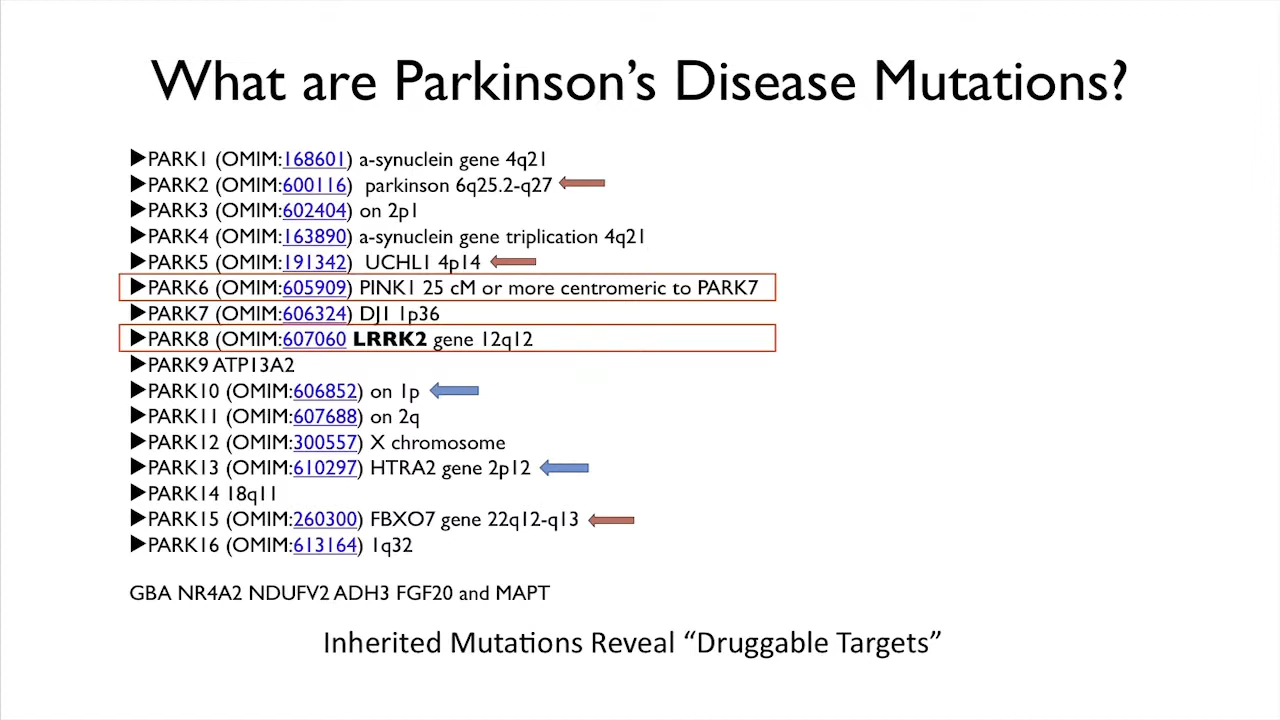 What are Parkinson's Disease Mutations?
▶PARK1 (OMIM:168601) a-synuclein gene 4q21
▶PARK2 (OMIM:600116) parkinson 6q25.2-q27
▶PARK3 (OMIM:602404) on 2p1
▶PARK4 (OMIM:163890) a-synuclein gene triplication 4q21
▶PARK5 (OMIM:191342) UCHL1 4p14
▶PARK6 (OMIM:605909) PINK1 25 cM or more centromeric to PARK7
▶PARK7 (OMIM:606324) DJ1 1p36
▶PARK8 (OMIM:607060 LRRK2 gene 12q12
▶PARK9 ATP13A2
▶PARK10 (OMIM:606852) on 1p
▶PARK11 (OMIM:607688) on 2q
▶PARK12 (OMIM:300557) X chromosome
▶PARK13 (OMIM:610297) HTRA2 gene 2p12
▶PARK14 18q11
▶PARK15 (OMIM:260300) FBXO7 gene 22q12-q13
▶PARK16 (OMIM:613164) 1q32
GBA NR4A2 NDUFV2 ADH3 FGF20 and MAPT
Inherited Mutations Reveal “Druggable Targets”